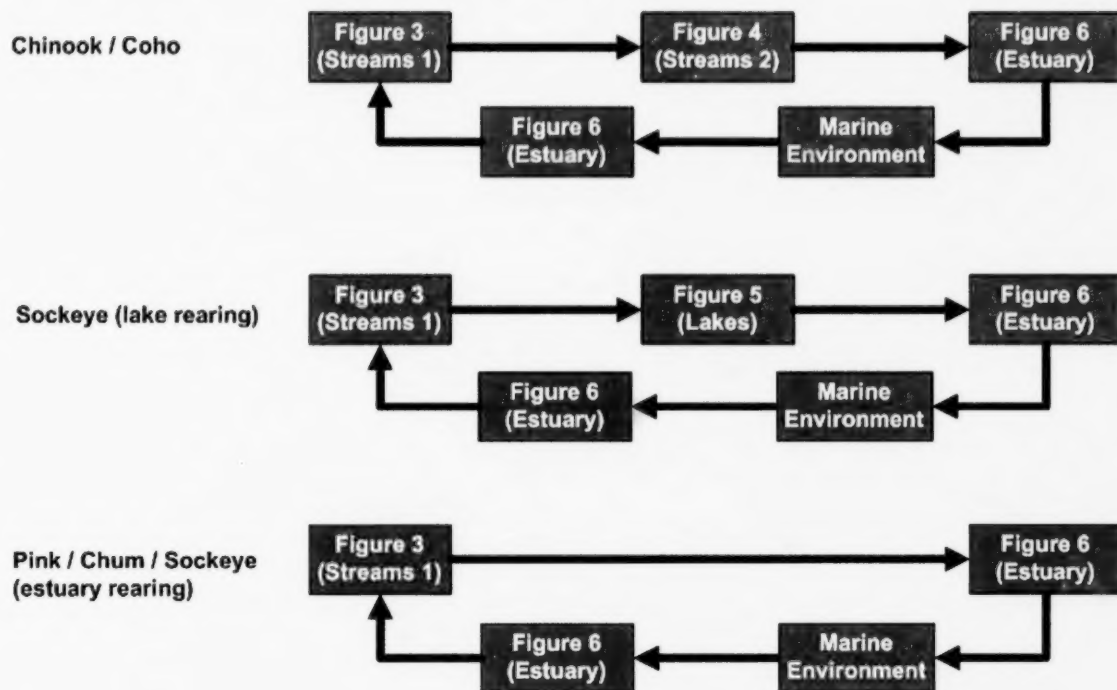 Chinook / Coho
Figure 3
(Streams 1)
Figure 4
(Streams 2)
Figure 6
(Estuary)
Figure 6
(Estuary)
Marine
Environment
Sockeye (lake rearing)
Figure 3
(Streams 1)
Figure 5
(Lakes)
Figure 6
(Estuary)
Figure 6
(Estuary)
Marine
Environment
Pink / Chum / Sockeye
(estuary rearing)
Figure 3
(Streams 1)
Figure 6
(Estuary)
Figure 6
(Estuary)
Marine
Environment